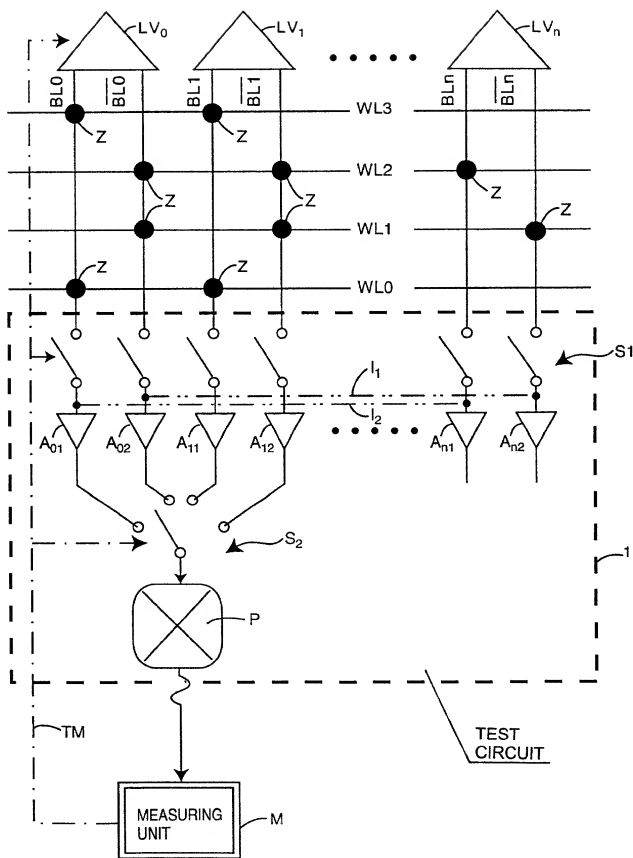 LV0 LV1 LVn
BL0 BL0 BL1 BL1 BLn BLn
Z Z WL3
Z Z WL2 Z
Z Z WL1 Z
Z Z WL0
S1
I1
I2
A01 A02 A11 A12 An1 An2
S2
1
P
TM
TEST
CIRCUIT
MEASURING
UNIT
M